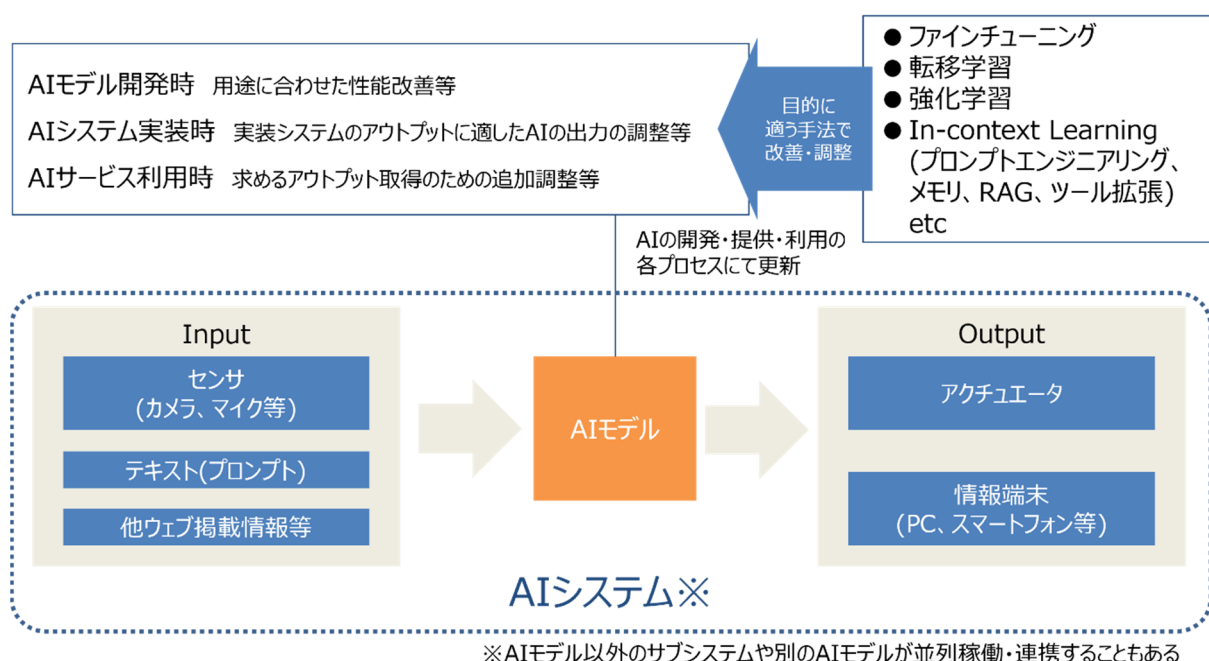 AIモデル開発時 用途に合わせた性能改善等
AIシステム実装時 実装システムのアウトプットに適したAIの出力の調整等
AIサービス利用時 求めるアウトプット取得のための追加調整等
目的に
適う手法で
改善・調整
● ファインチューニング
● 転移学習
● 強化学習
● In-context Learning
(プロンプトエンジニアリング、
メモリ、RAG、ツール拡張)
etc
AIの開発・提供・利用の
各プロセスにて更新
Input
センサ
(カメラ、マイク等)
テキスト(プロンプト)
他ウェブ掲載情報等
AIモデル
Output
アクチュエータ
情報端末
(PC、スマートフォン等)
AIシステム※
※AIモデル以外のサブシステムや別のAIモデルが並列稼働・連携することもある